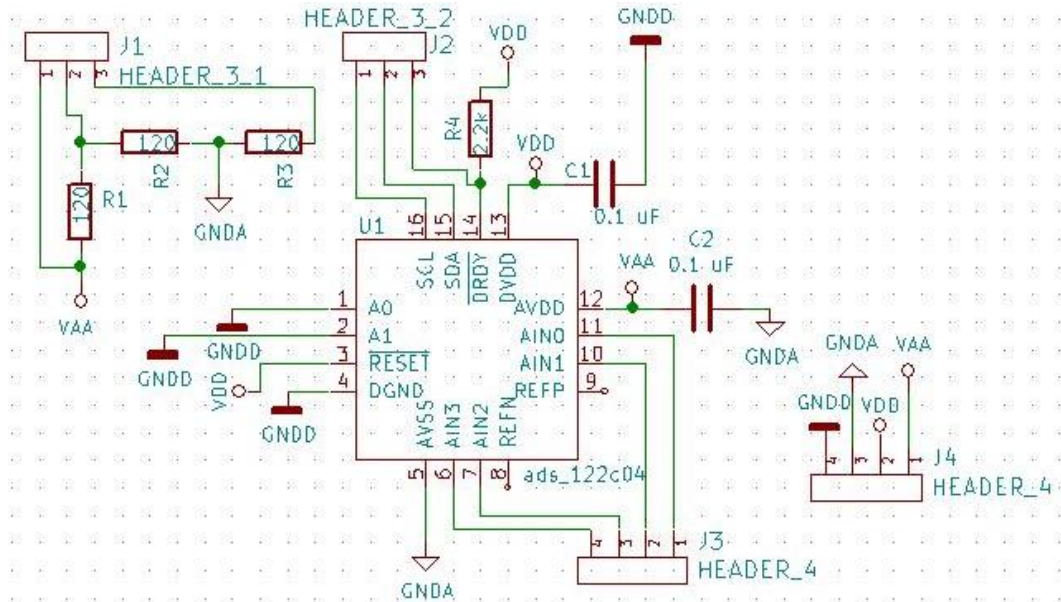 HEADER_3_2
GNDD
J1
J2
VDD
1
2
3
HEADER_3_1
1
2
3
R4
2.2k
120
120
VDD
C1
R2
R3
120
R1
0.1 uF
GNDA
U1
16
15
14
13
C2
SCL
SDA
DRDY
DVDD
VAA
0.1 uF
VAA
1
A0
AVDD
12
2
A1
AIN0
11
GNDD
3
RESET
AIN1
10
GNDA
GNDA
VAA
GNDD
VDD
4
DGND
REFP
9
GNDD
VDD
GNDD
AVSS
AIN3
AIN2
REFN
4
3
2
1
J4
5
6
7
8
ads_122c04
HEADER_4
4
3
2
1
J3
HEADER_4
GNDA